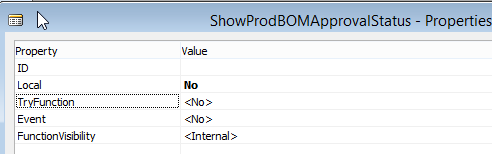 ShowProdBOMApprovalStatus - Properties
Property Value
ID
Local No
TryFunction <No>
Event <No>
FunctionVisibility <Internal>